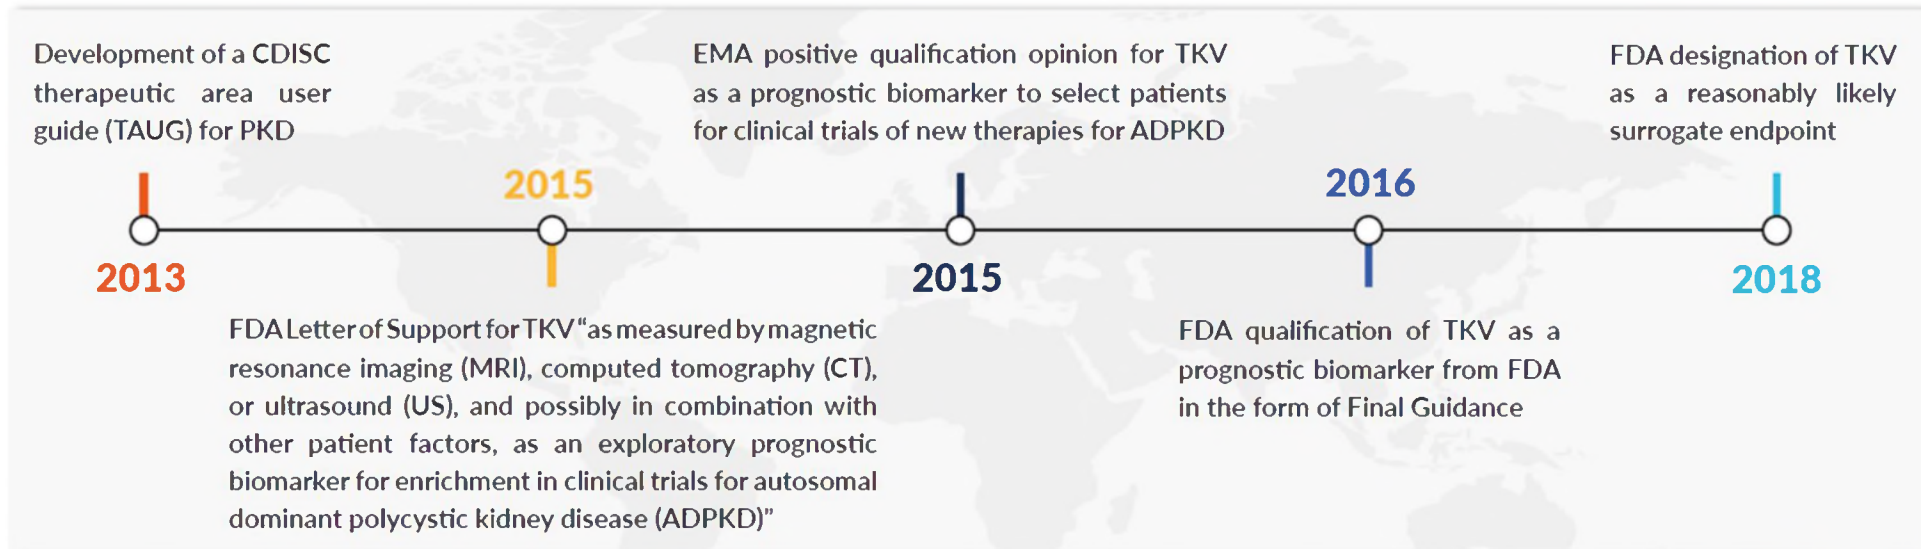 Development of a CDISC
therapeutic area user
guide (TAUG) for PKD
2013
2015
FDA Letter of Support for TKV “as measured by magnetic
resonance imaging (MRI), computed tomography (CT),
or ultrasound (US), and possibly in combination with
other patient factors, as an exploratory prognostic
biomarker for enrichment in clinical trials for autosomal
dominant polycystic kidney disease (ADPKD)”
EMA positive qualification opinion for TKV
as a prognostic biomarker to select patients
for clinical trials of new therapies for ADPKD
2015
2016
FDA qualification of TKV as a
prognostic biomarker from FDA
in the form of Final Guidance
FDA designation of TKV
as a reasonably likely
surrogate endpoint
2018